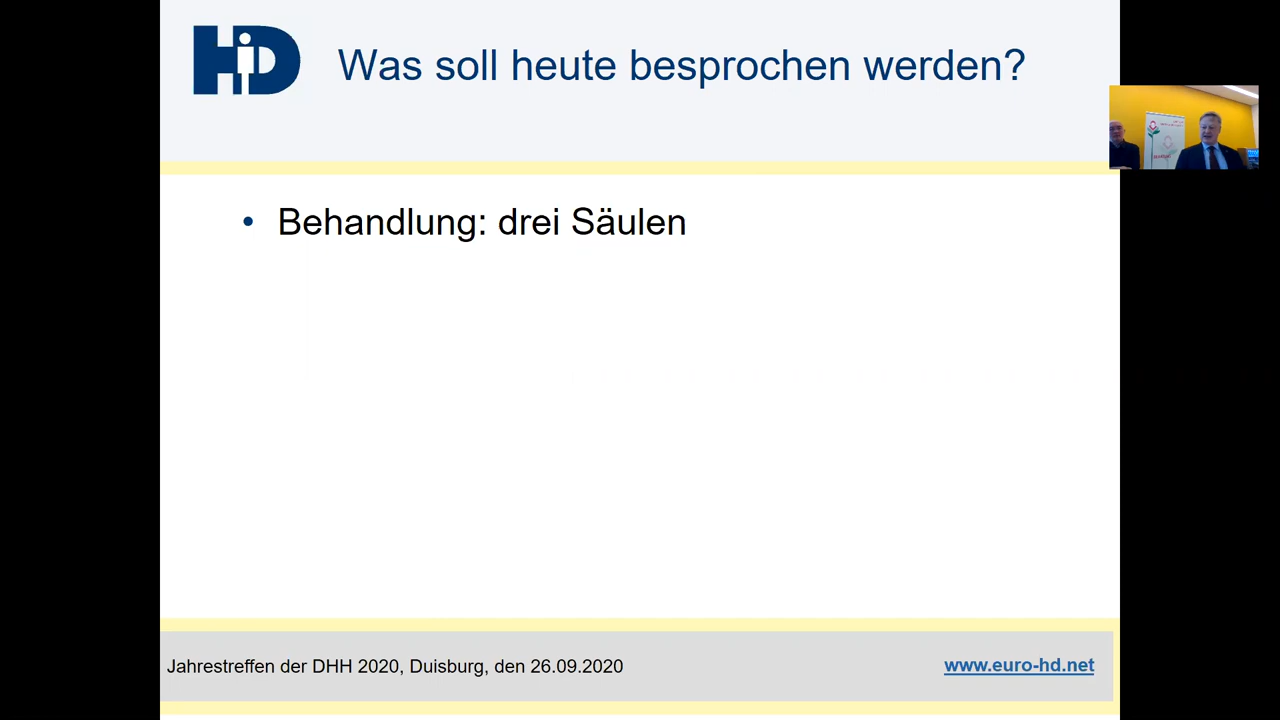 HD
Was soll heute besprochen werden?
• Behandlung: drei Säulen
Jahrestreffen der DHH 2020, Duisburg, den 26.09.2020
www.euro-hd.net